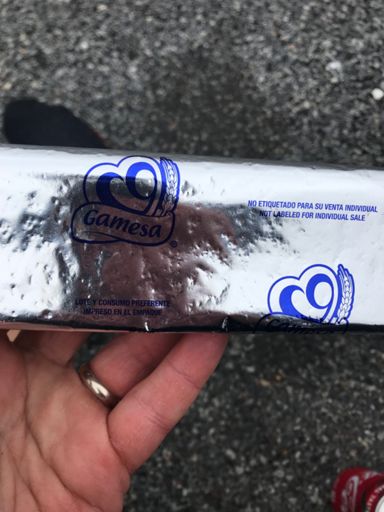 Gamesa®
NO ETIQUETADO PARA SU VENTA INDIVIDUAL
NOT LABELED FOR INDIVIDUAL SALE
LOTE Y CONSUMO PREFERENTE
IMPRESO EN EL EMPAQUE